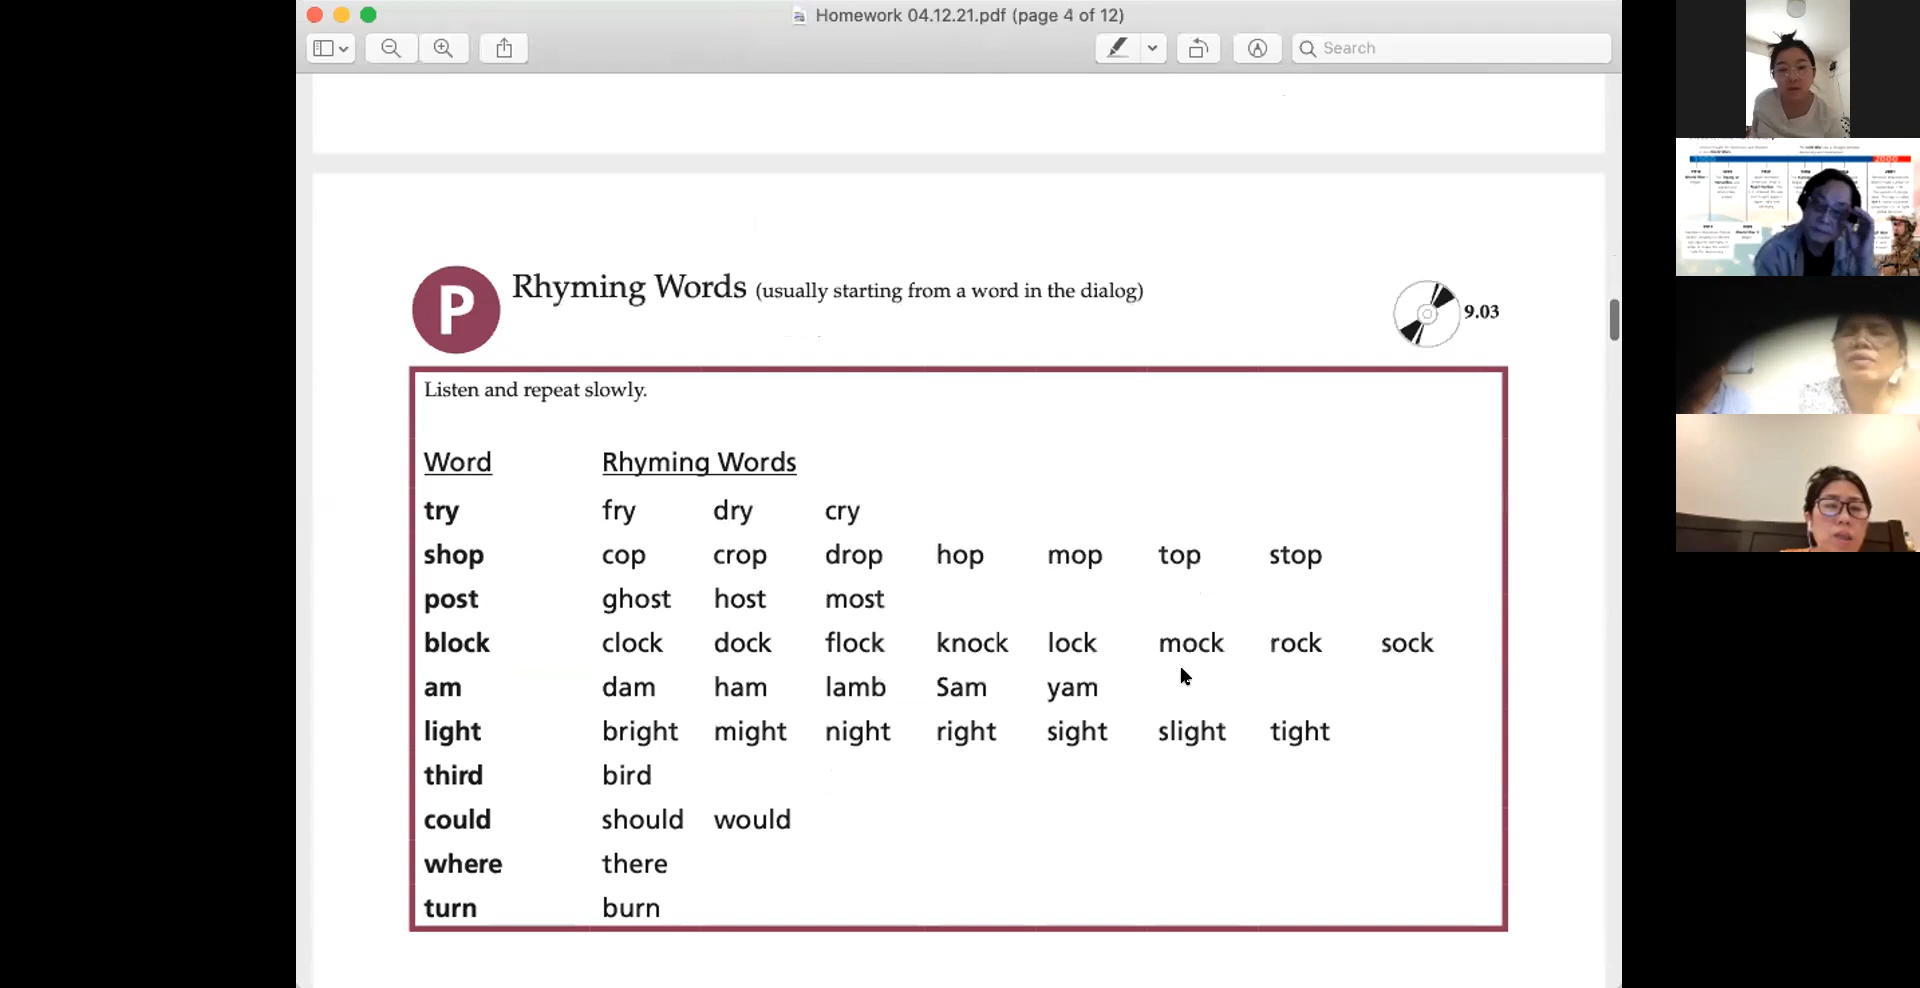 Homework 04.12.21.pdf (page 4 of 12)
Search
P
Rhyming Words (usually starting from a word in the dialog)
9.03
Listen and repeat slowly.
Word Rhyming Words
try fry dry cry
shop cop crop drop hop mop top stop
post ghost host most
block clock dock flock knock lock mock rock sock
am dam ham lamb Sam yam
light bright might night right sight slight tight
third bird
could should would
where there
turn burn
2000